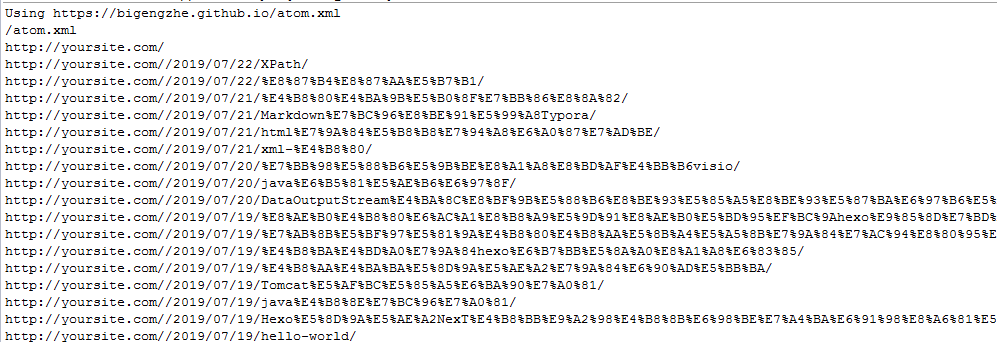 Using https://bigengzhe.github.io/atom.xml
/atom.xml
http://yoursite.com/
http://yoursite.com//2019/07/22/XPath/
http://yoursite.com//2019/07/22/%E8%87%B4%E8%87%AA%E5%B7%B1/
http://yoursite.com//2019/07/21/%E4%B8%80%E4%BA%9B%E5%B0%8F%E7%BB%86%E8%8A%82/
http://yoursite.com//2019/07/21/Markdown%E7%BC%96%E8%BE%91%E5%99%A8Typora/
http://yoursite.com//2019/07/21/html%E7%9A%84%E5%B8%B8%E7%94%A8%E6%A0%87%E7%AD%BE/
http://yoursite.com//2019/07/21/xml-%E4%B8%80/
http://yoursite.com//2019/07/20/%E7%BB%98%E5%88%B6%E5%9B%BE%E8%A1%A8%E8%BD%AF%E4%BB%B6visio/
http://yoursite.com//2019/07/20/java%E6%B5%81%E5%AE%B6%E6%97%8F/
http://yoursite.com//2019/07/20/DataOutputStream%E4%BA%8C%E8%BF%9B%E5%88%B6%E8%BE%93%E5%85%A5%E8%BE%93%E5%87%BA%E6%97%B6%E5
http://yoursite.com//2019/07/19/%E8%AE%B0%E4%B8%80%E6%AC%A1%E8%B8%A9%E5%9D%91%E8%AE%B0%E5%BD%95%EF%BC%9Ahexo%E9%85%8D%E7%BD
http://yoursite.com//2019/07/19/%E7%AB%8B%E5%BF%97%E5%81%9A%E4%B8%80%E4%B8%AA%E5%8B%A4%E5%A5%8B%E7%9A%84%E7%AC%94%E8%80%95%E
http://yoursite.com//2019/07/19/%E4%B8%BA%E4%BD%A0%E7%9A%84hexo%E6%B7%BB%E5%8A%A0%E8%A1%A8%E6%83%85/
http://yoursite.com//2019/07/19/%E4%B8%AA%E4%BA%BA%E5%8D%9A%E5%AE%A2%E7%9A%84%E6%90%AD%E5%BB%BA/
http://yoursite.com//2019/07/19/Tomcat%E5%AF%BC%E5%85%A5%E6%BA%90%E7%A0%81/
http://yoursite.com//2019/07/19/java%E4%B8%8E%E7%BC%96%E7%A0%81/
http://yoursite.com//2019/07/19/Hexo%E5%8D%9A%E5%AE%A2NexT%E4%B8%BB%E9%A2%98%E4%B8%8B%E6%98%BE%E7%A4%BA%E6%91%98%E8%A6%81%E5
http://yoursite.com//2019/07/19/hello-world/